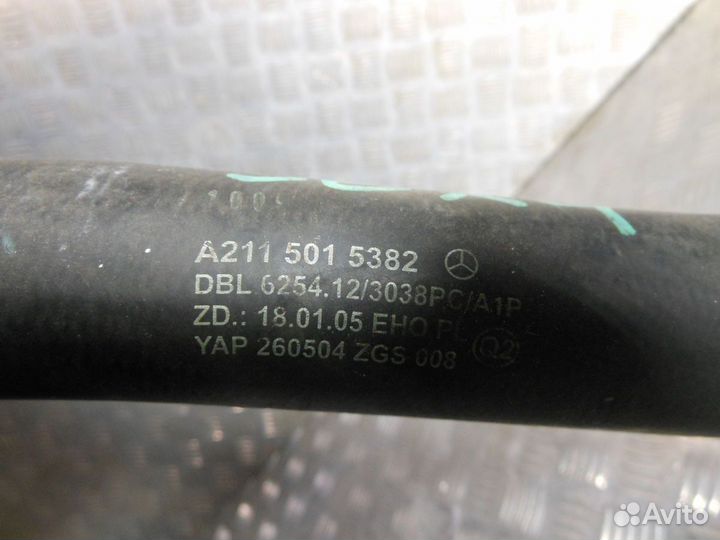 A211 501 5382
DBL 6254.12/3038PC/A1P
ZD.: 18.01.05 EHO PL
YAP 260504 ZGS 008 Q2
Avito